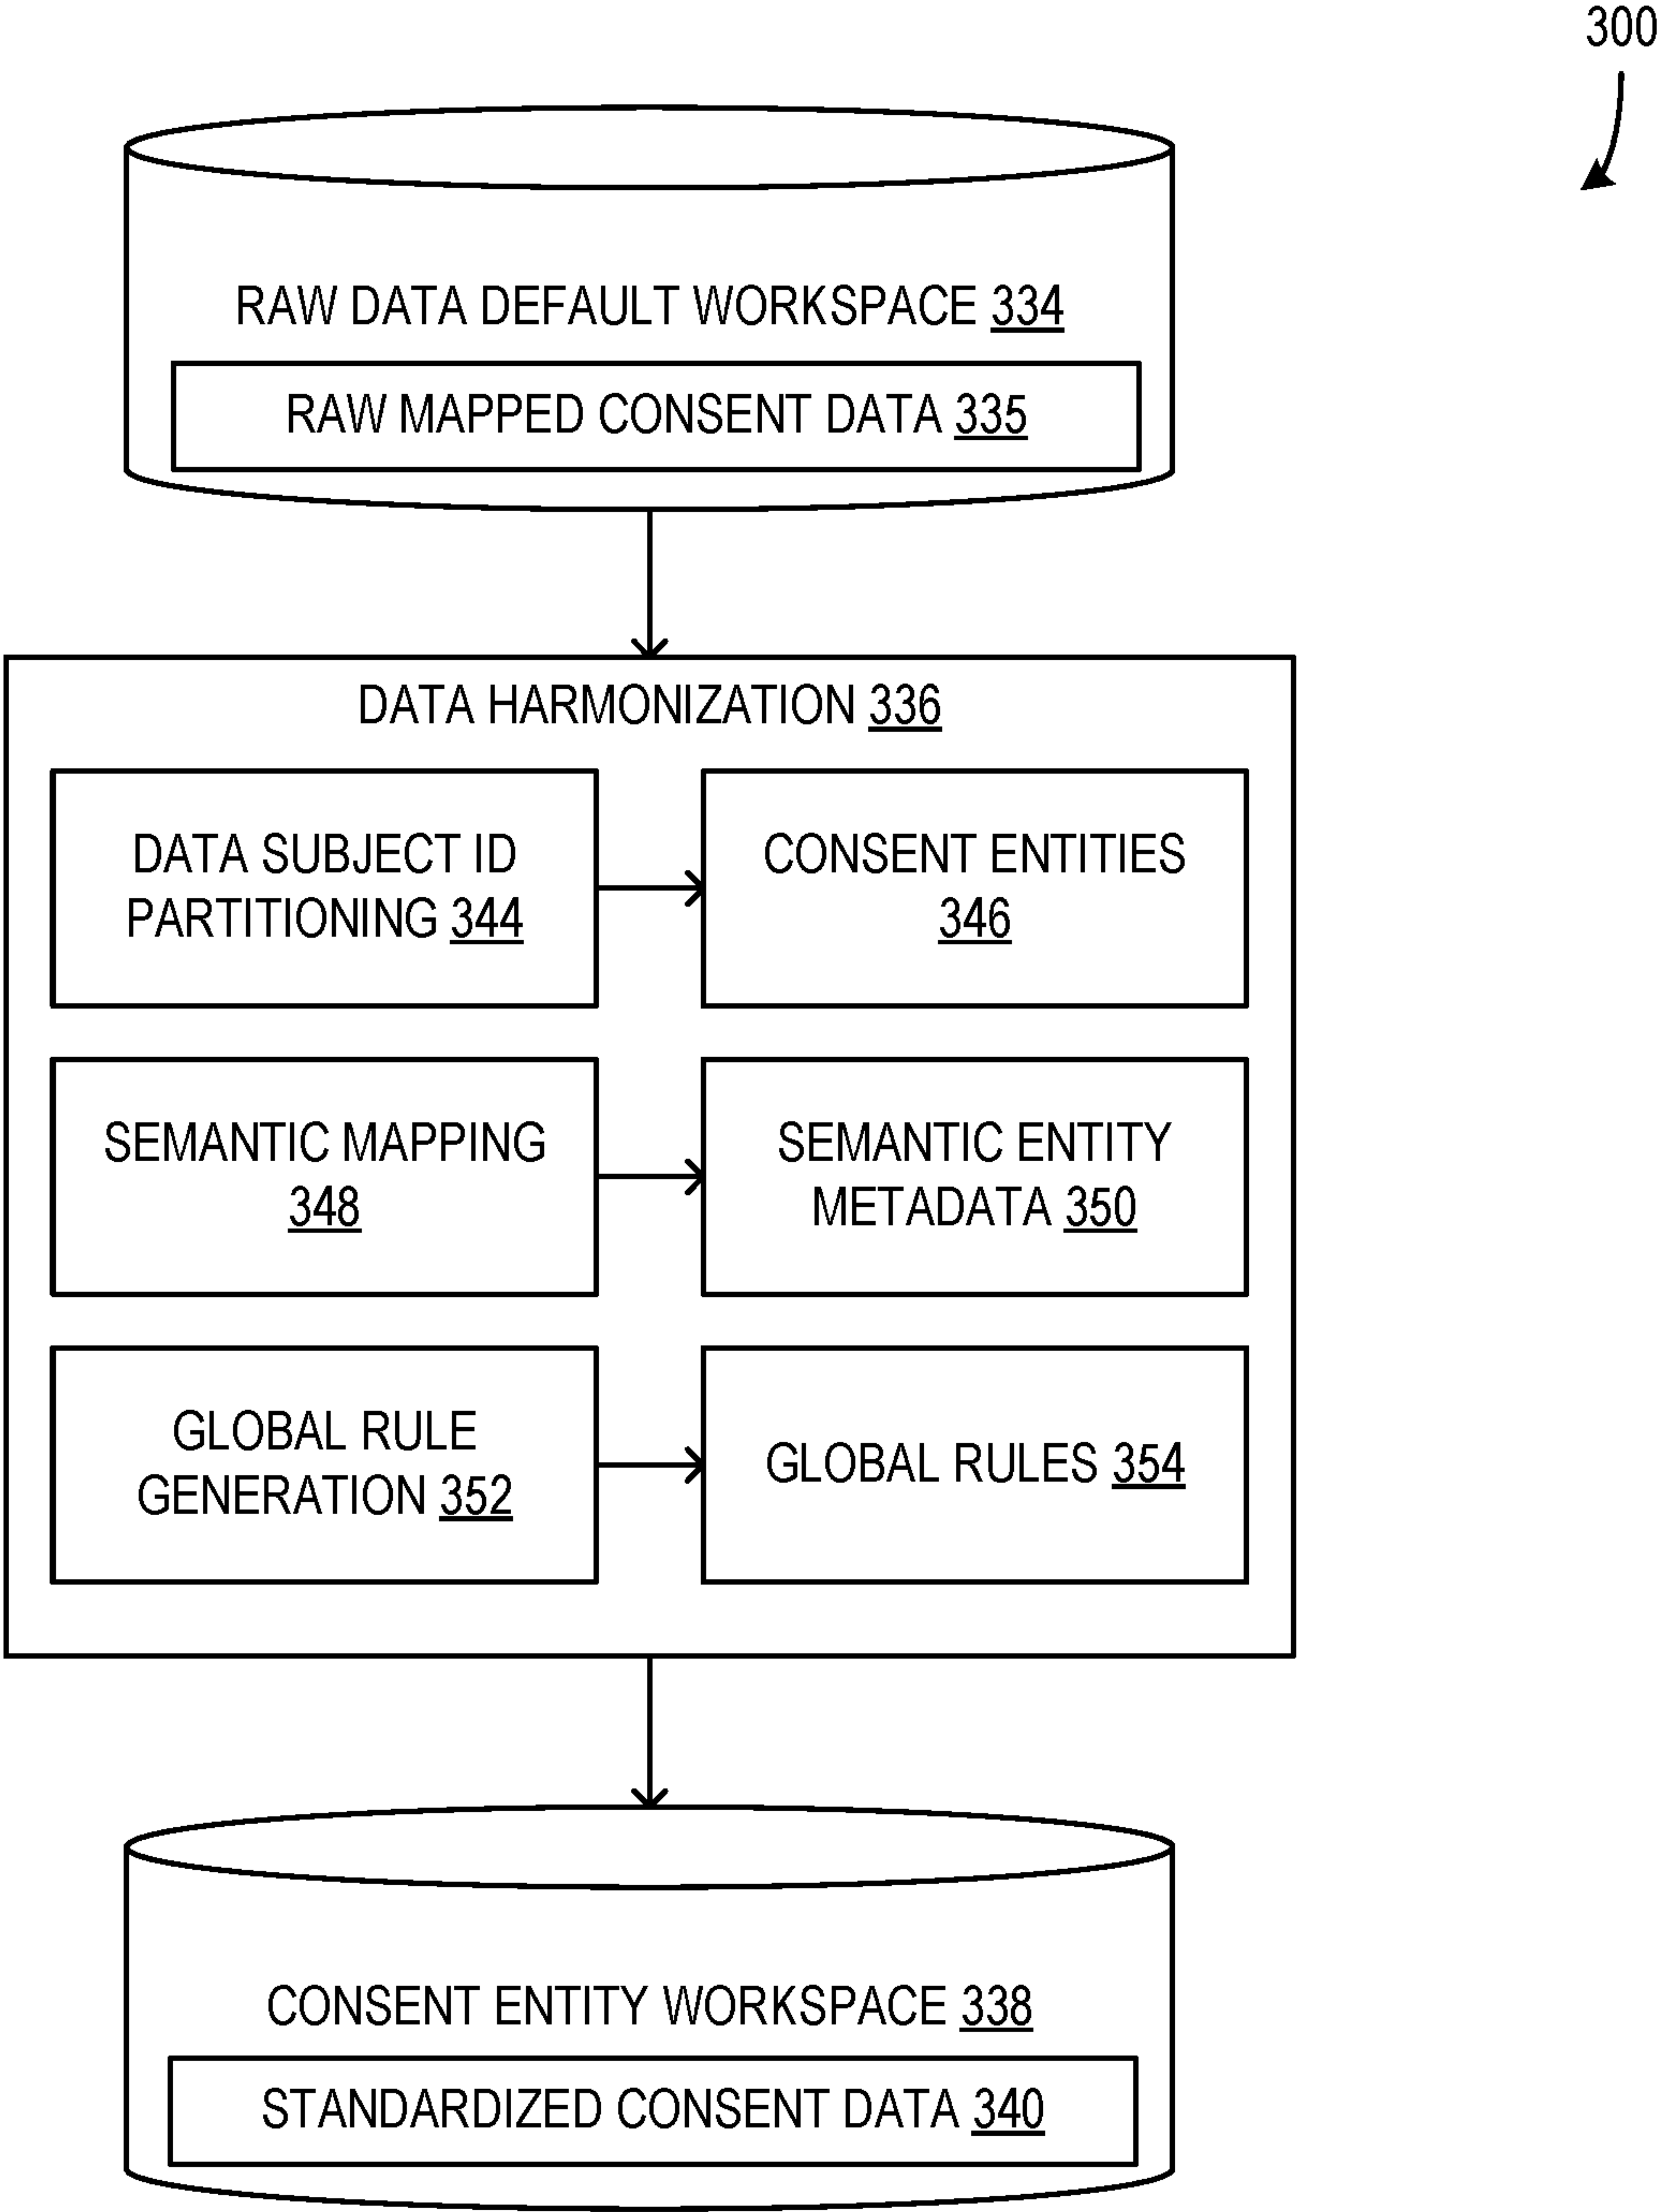 300
RAW DATA DEFAULT WORKSPACE 334
RAW MAPPED CONSENT DATA 335
DATA HARMONIZATION 336
DATA SUBJECT ID
PARTITIONING 344
CONSENT ENTITIES
346
SEMANTIC MAPPING
348
SEMANTIC ENTITY
METADATA 350
GLOBAL RULE
GENERATION 352
GLOBAL RULES 354
CONSENT ENTITY WORKSPACE 338
STANDARDIZED CONSENT DATA 340